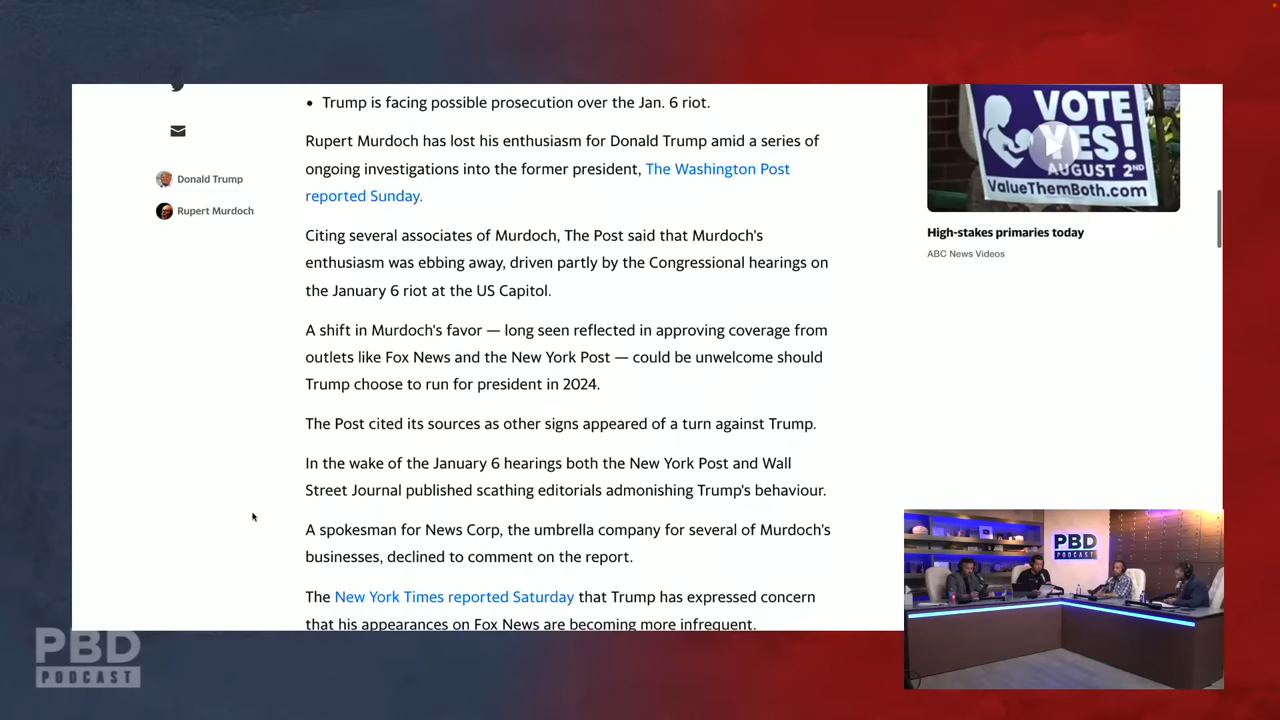 • Trump is facing possible prosecution over the Jan. 6 riot.
Rupert Murdoch has lost his enthusiasm for Donald Trump amid a series of
ongoing investigations into the former president, The Washington Post
reported Sunday.
Citing several associates of Murdoch, The Post said that Murdoch's
enthusiasm was ebbing away, driven partly by the Congressional hearings on
the January 6 riot at the US Capitol.
A shift in Murdoch's favor — long seen reflected in approving coverage from
outlets like Fox News and the New York Post — could be unwelcome should
Trump choose to run for president in 2024.
The Post cited its sources as other signs appeared of a turn against Trump.
In the wake of the January 6 hearings both the New York Post and Wall
Street Journal published scathing editorials admonishing Trump's behaviour.
A spokesman for News Corp, the umbrella company for several of Murdoch's
businesses, declined to comment on the report.
The New York Times reported Saturday that Trump has expressed concern
that his appearances on Fox News are becoming more infrequent.
Donald Trump
Rupert Murdoch
VOTE
YES!
AUGUST 2ND
ValueThemBoth.com
High-stakes primaries today
ABC News Videos
PBD
PODCAST
PBD
PODCAST